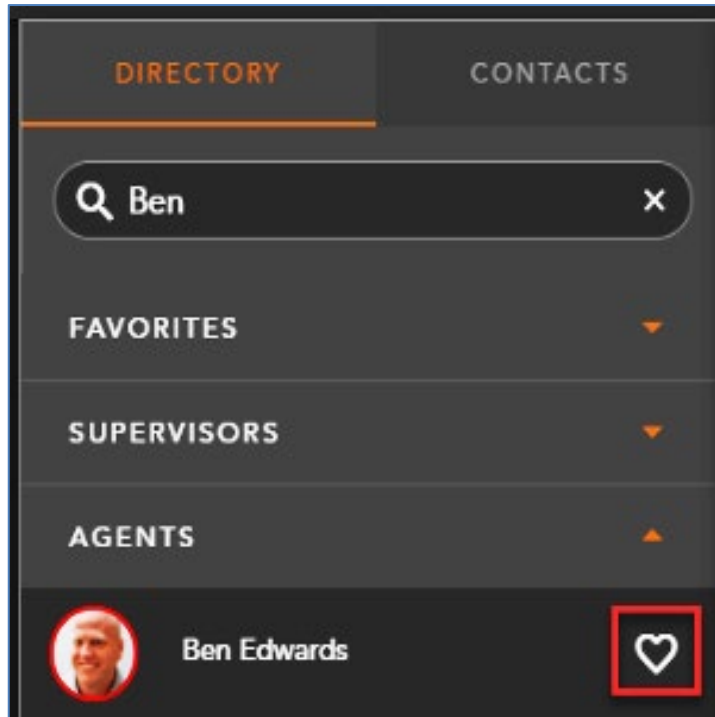 DIRECTORY CONTACTS
Ben
FAVORITES
SUPERVISORS
AGENTS
Ben Edwards